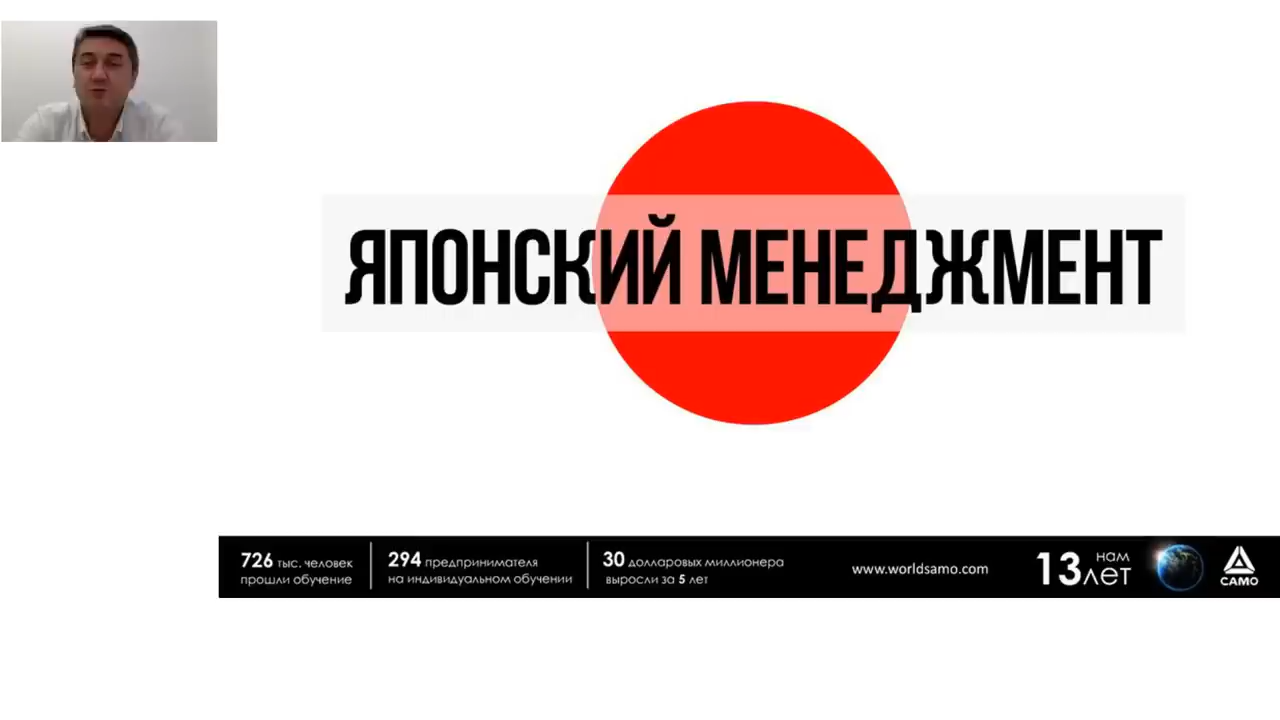 ЯПОНСКИЙ МЕНЕДЖМЕНТ
726 тыс. человек
прошли обучение
294 предпринимателя
на индивидуальном обучении
30 долларовых миллионера
выросли за 5 лет
www.worldsamo.com
13 нам
лет
САМО